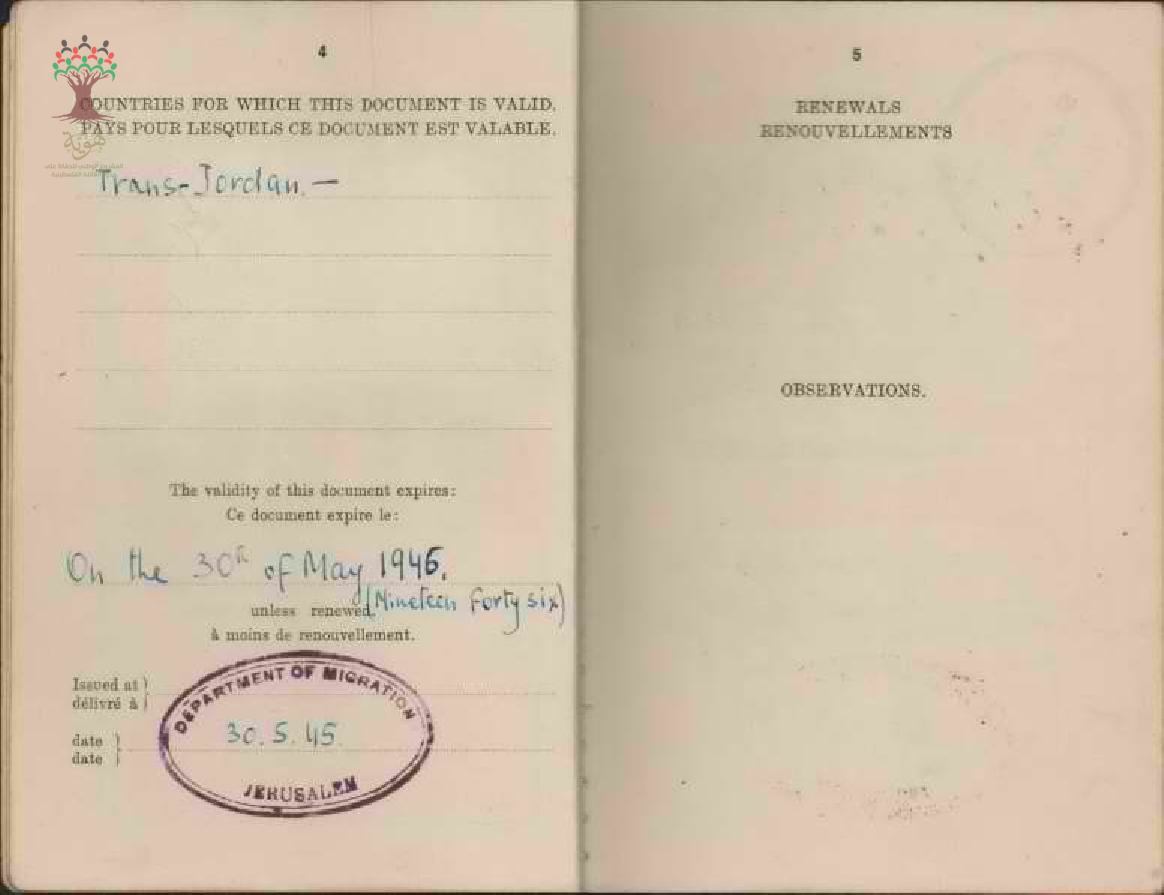 4
COUNTRIES FOR WHICH THIS DOCUMENT IS VALID.
PAYS POUR LESQUELS CE DOCUMENT EST VALABLE.
هوية
Trans-Jordan.—
The validity of this document expires:
Ce document expire le:
On the 30th of May 1946.
(Nineteen forty six)
unless renewed.
à moins de renouvellement.
Issued at
délivré à
date
date
DEPARTMENT OF MIGRATION
30.5.45.
JERUSALEM
5
RENEWALS
RENOUVELLEMENTS
OBSERVATIONS.